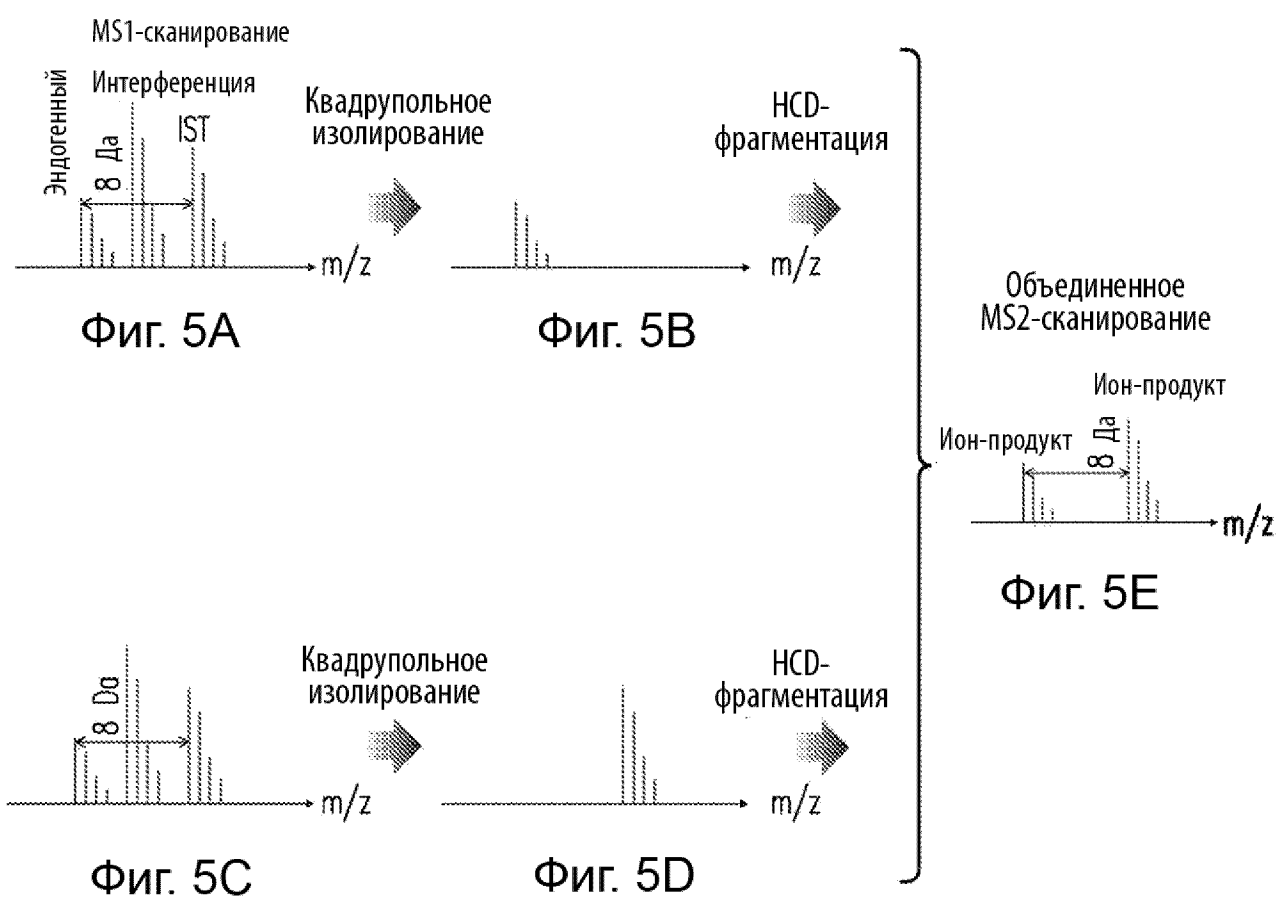 MS1-сканирование
Эндогенный
Интерференция
8 Да
IST
m/z
Фиг. 5A
Квадрупольное
изолирование
m/z
Фиг. 5B
HCD-
фрагментация
Объединенное
MS2-сканирование
Ион-продукт
Ион-продукт
8 Да
m/z
Фиг. 5E
8 Da
m/z
Фиг. 5C
Квадрупольное
изолирование
m/z
Фиг. 5D
HCD-
фрагментация